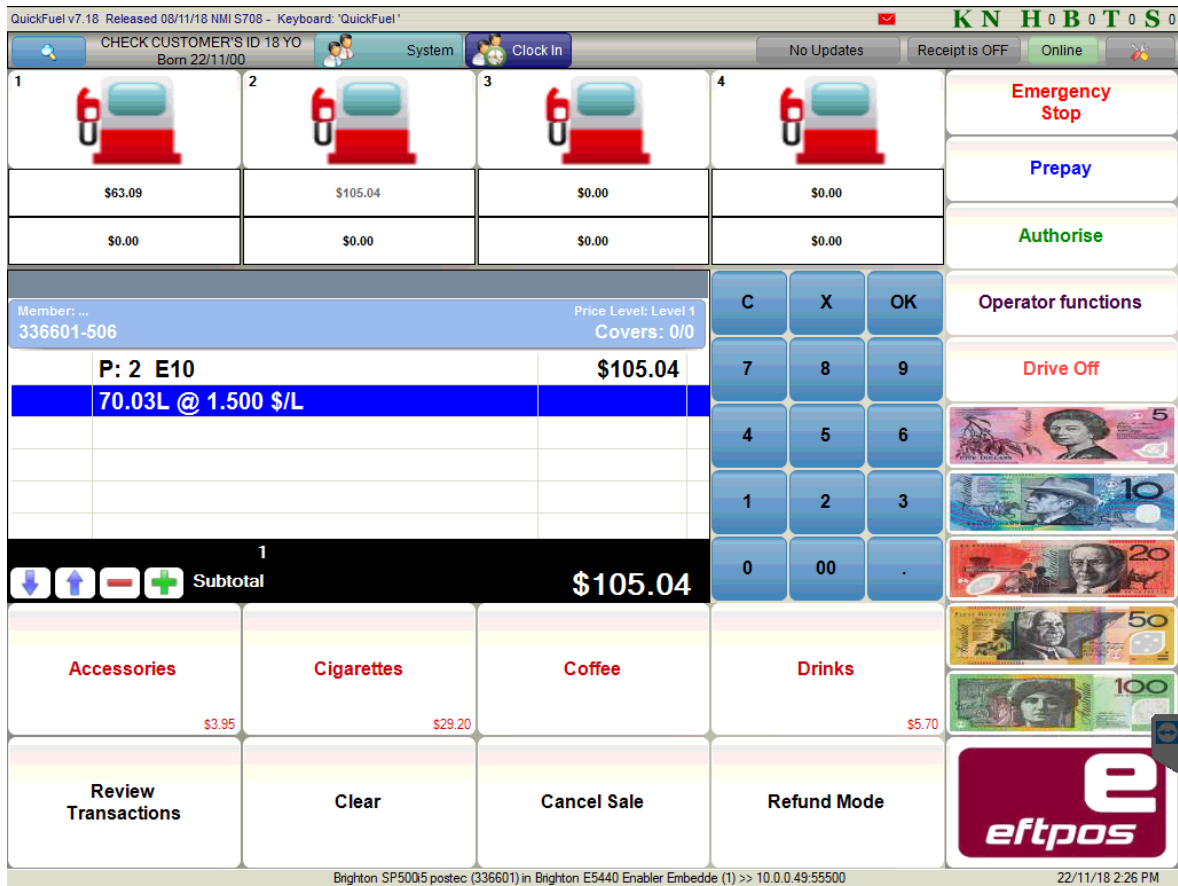 QuickFuel v7.18 Released 08/11/18 NMI S708 - Keyboard: 'QuickFuel'
K N H 0 B 0 T 0 S 0
CHECK CUSTOMER'S ID 18 YO
Born 22/11/00
System
Clock In
No Updates
Receipt is OFF
Online
1
2
3
4
$63.09
$105.04
$0.00
$0.00
$0.00
$0.00
$0.00
$0.00
Emergency
Stop
Prepay
Authorise
Operator functions
Drive Off
Member: ...
Price Level: Level 1
336601-506
Covers: 0/0
P: 2 E10 $105.04
70.03L @ 1.500 $/L
1
Subtotal $105.04
C X OK
7 8 9
4 5 6
1 2 3
0 00 .
5
10
20
50
100
Accessories
$3.95
Cigarettes
$29.20
Coffee
Drinks
$5.70
Review
Transactions
Clear
Cancel Sale
Refund Mode
e
eftpos
Brighton SP500i5 postec (336601) in Brighton E5440 Enabler Embedde (1) >> 10.0.0.49:55500
22/11/18 2:26 PM